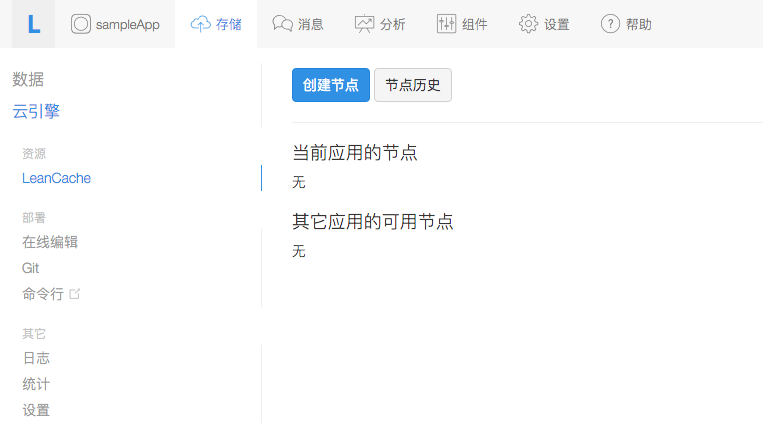 L sampleApp 存储 消息 分析 组件 设置 ? 帮助
数据
云引擎
资源
LeanCache
部署
在线编辑
Git
命令行
其它
日志
统计
设置
创建节点 节点历史
当前应用的节点
无
其它应用的可用节点
无